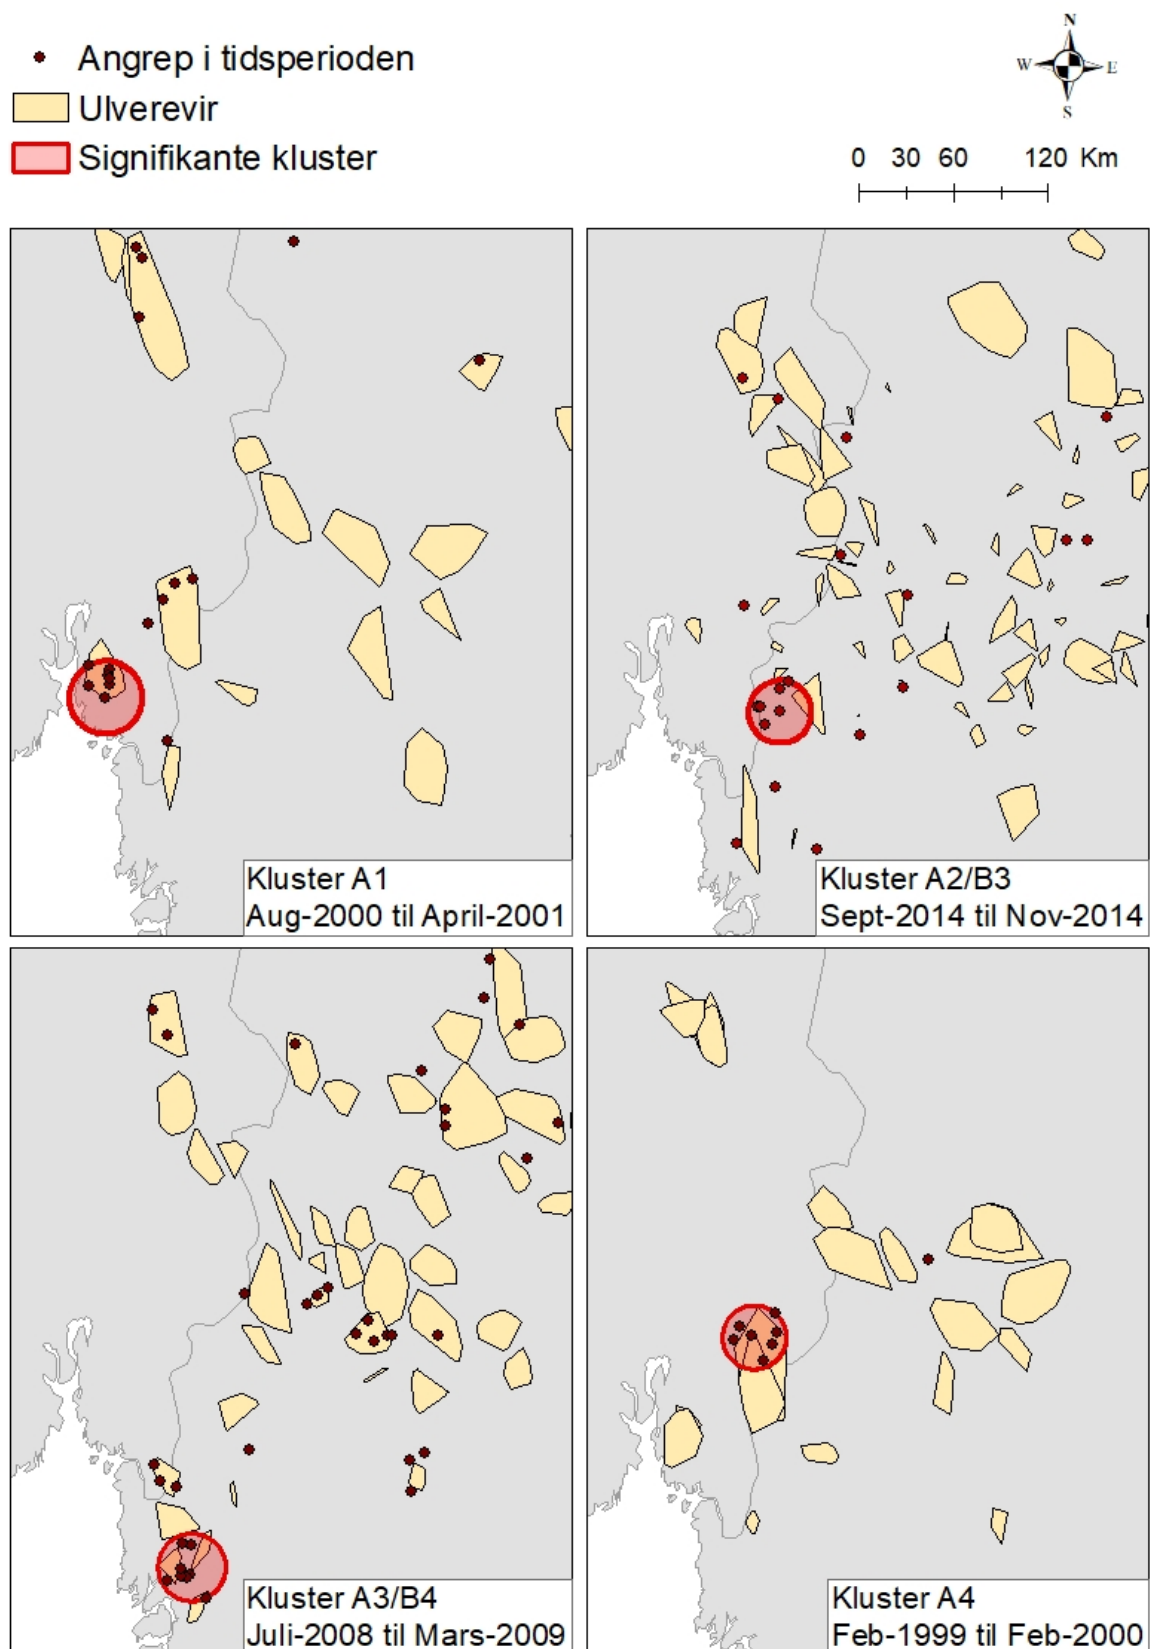 N
W E
S
Angrep i tidsperioden
Ulverevir
Signifikante kluster
0 30 60 120 Km
Kluster A1
Aug-2000 til April-2001
Kluster A2/B3
Sept-2014 til Nov-2014
Kluster A3/B4
Juli-2008 til Mars-2009
Kluster A4
Feb-1999 til Feb-2000